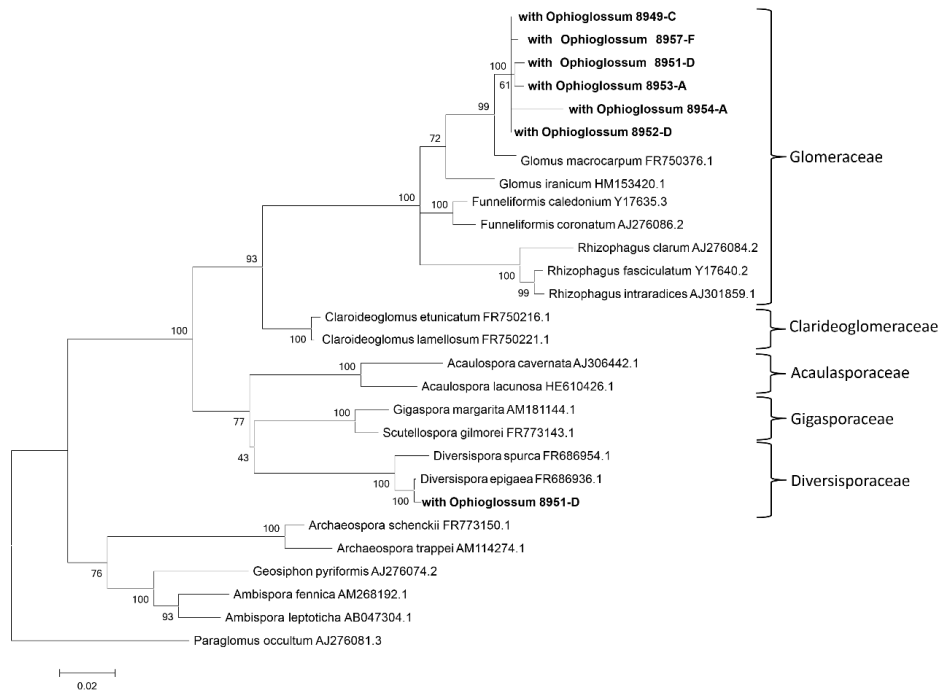 with Ophioglossum 8949-C
with Ophioglossum 8957-F
with Ophioglossum 8951-D
100
61
with Ophioglossum 8953-A
99
with Ophioglossum 8954-A
with Ophioglossum 8952-D
72
Glomus macrocarpum FR750376.1
Glomeraceae
Glomus iranicum HM153420.1
100
Funneliformis caledonium Y17635.3
100
Funneliformis coronatum AJ276086.2
Rhizophagus clarum AJ276084.2
93
100
Rhizophagus fasciculatum Y17640.2
99
Rhizophagus intraradices AJ301859.1
Claroideoglomus etunicatum FR750216.1
100
Claroideoglomus lamellosum FR750221.1
Clarideoglomeraceae
100
Acaulospora cavernata AJ306442.1
100
Acaulospora lacunosa HE610426.1
Acaulasporaceae
77
Gigaspora margarita AM181144.1
100
Scutellospora gilmorei FR773143.1
Gigasporaceae
43
Diversispora spurca FR686954.1
100
Diversispora epigaea FR686936.1
100
with Ophioglossum 8951-D
Diversisporaceae
Archaeospora schenckii FR773150.1
100
Archaeospora trappei AM114274.1
76
Geosiphon pyriformis AJ276074.2
100
Ambispora fennica AM268192.1
93
Ambispora leptoticha AB047304.1
Paraglomus occultum AJ276081.3
0.02